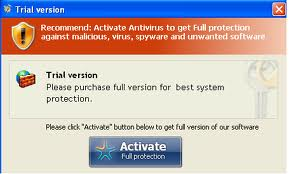 Trial version
Recommend: Activate Antivirus to get Full protection
against malicious, virus, spyware and unwanted software
Trial version
Please purchase full version for best system
protection.
Please click "Activate" button below to get full version of our software
Activate
Full protection